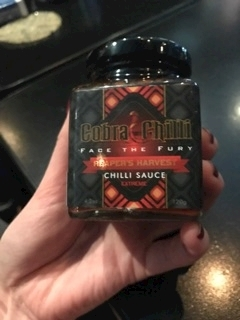 Cobra Chilli
FACE THE FURY
REAPER'S HARVEST
CHILLI SAUCE
EXTREME